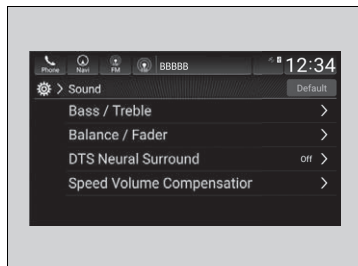 Phone Navi FM BBBBB 12:34
> Sound Default
Bass / Treble >
Balance / Fader >
DTS Neural Surround Off >
Speed Volume Compensatior >